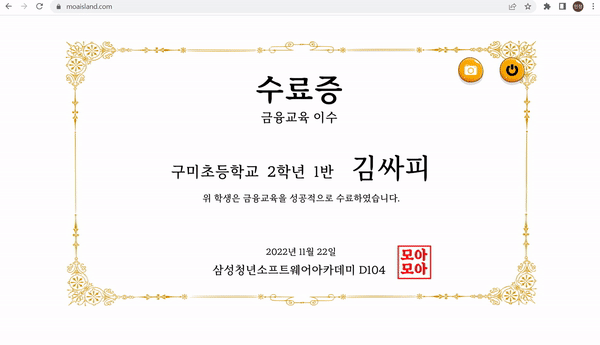 moaisland.com
수료증
금융교육 이수
구미초등학교 2학년 1반 김싸피
위 학생은 금융교육을 성공적으로 수료하였습니다.
2022년 11월 22일
삼성청년소프트웨어아카데미 D104
모아
모아